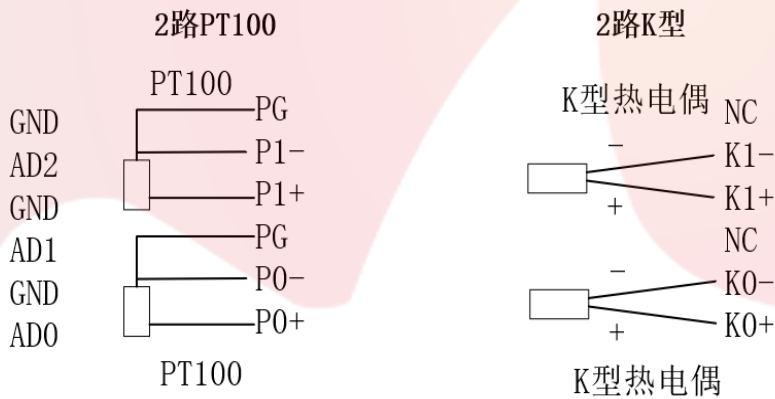 2路PT100
2路K型
PT100
GND
AD2
GND
AD1
GND
AD0
PG
P1-
P1+
PG
P0-
P0+
PT100
K型热电偶
NC
-
K1-
+
K1+
NC
-
K0-
+
K0+
K型热电偶